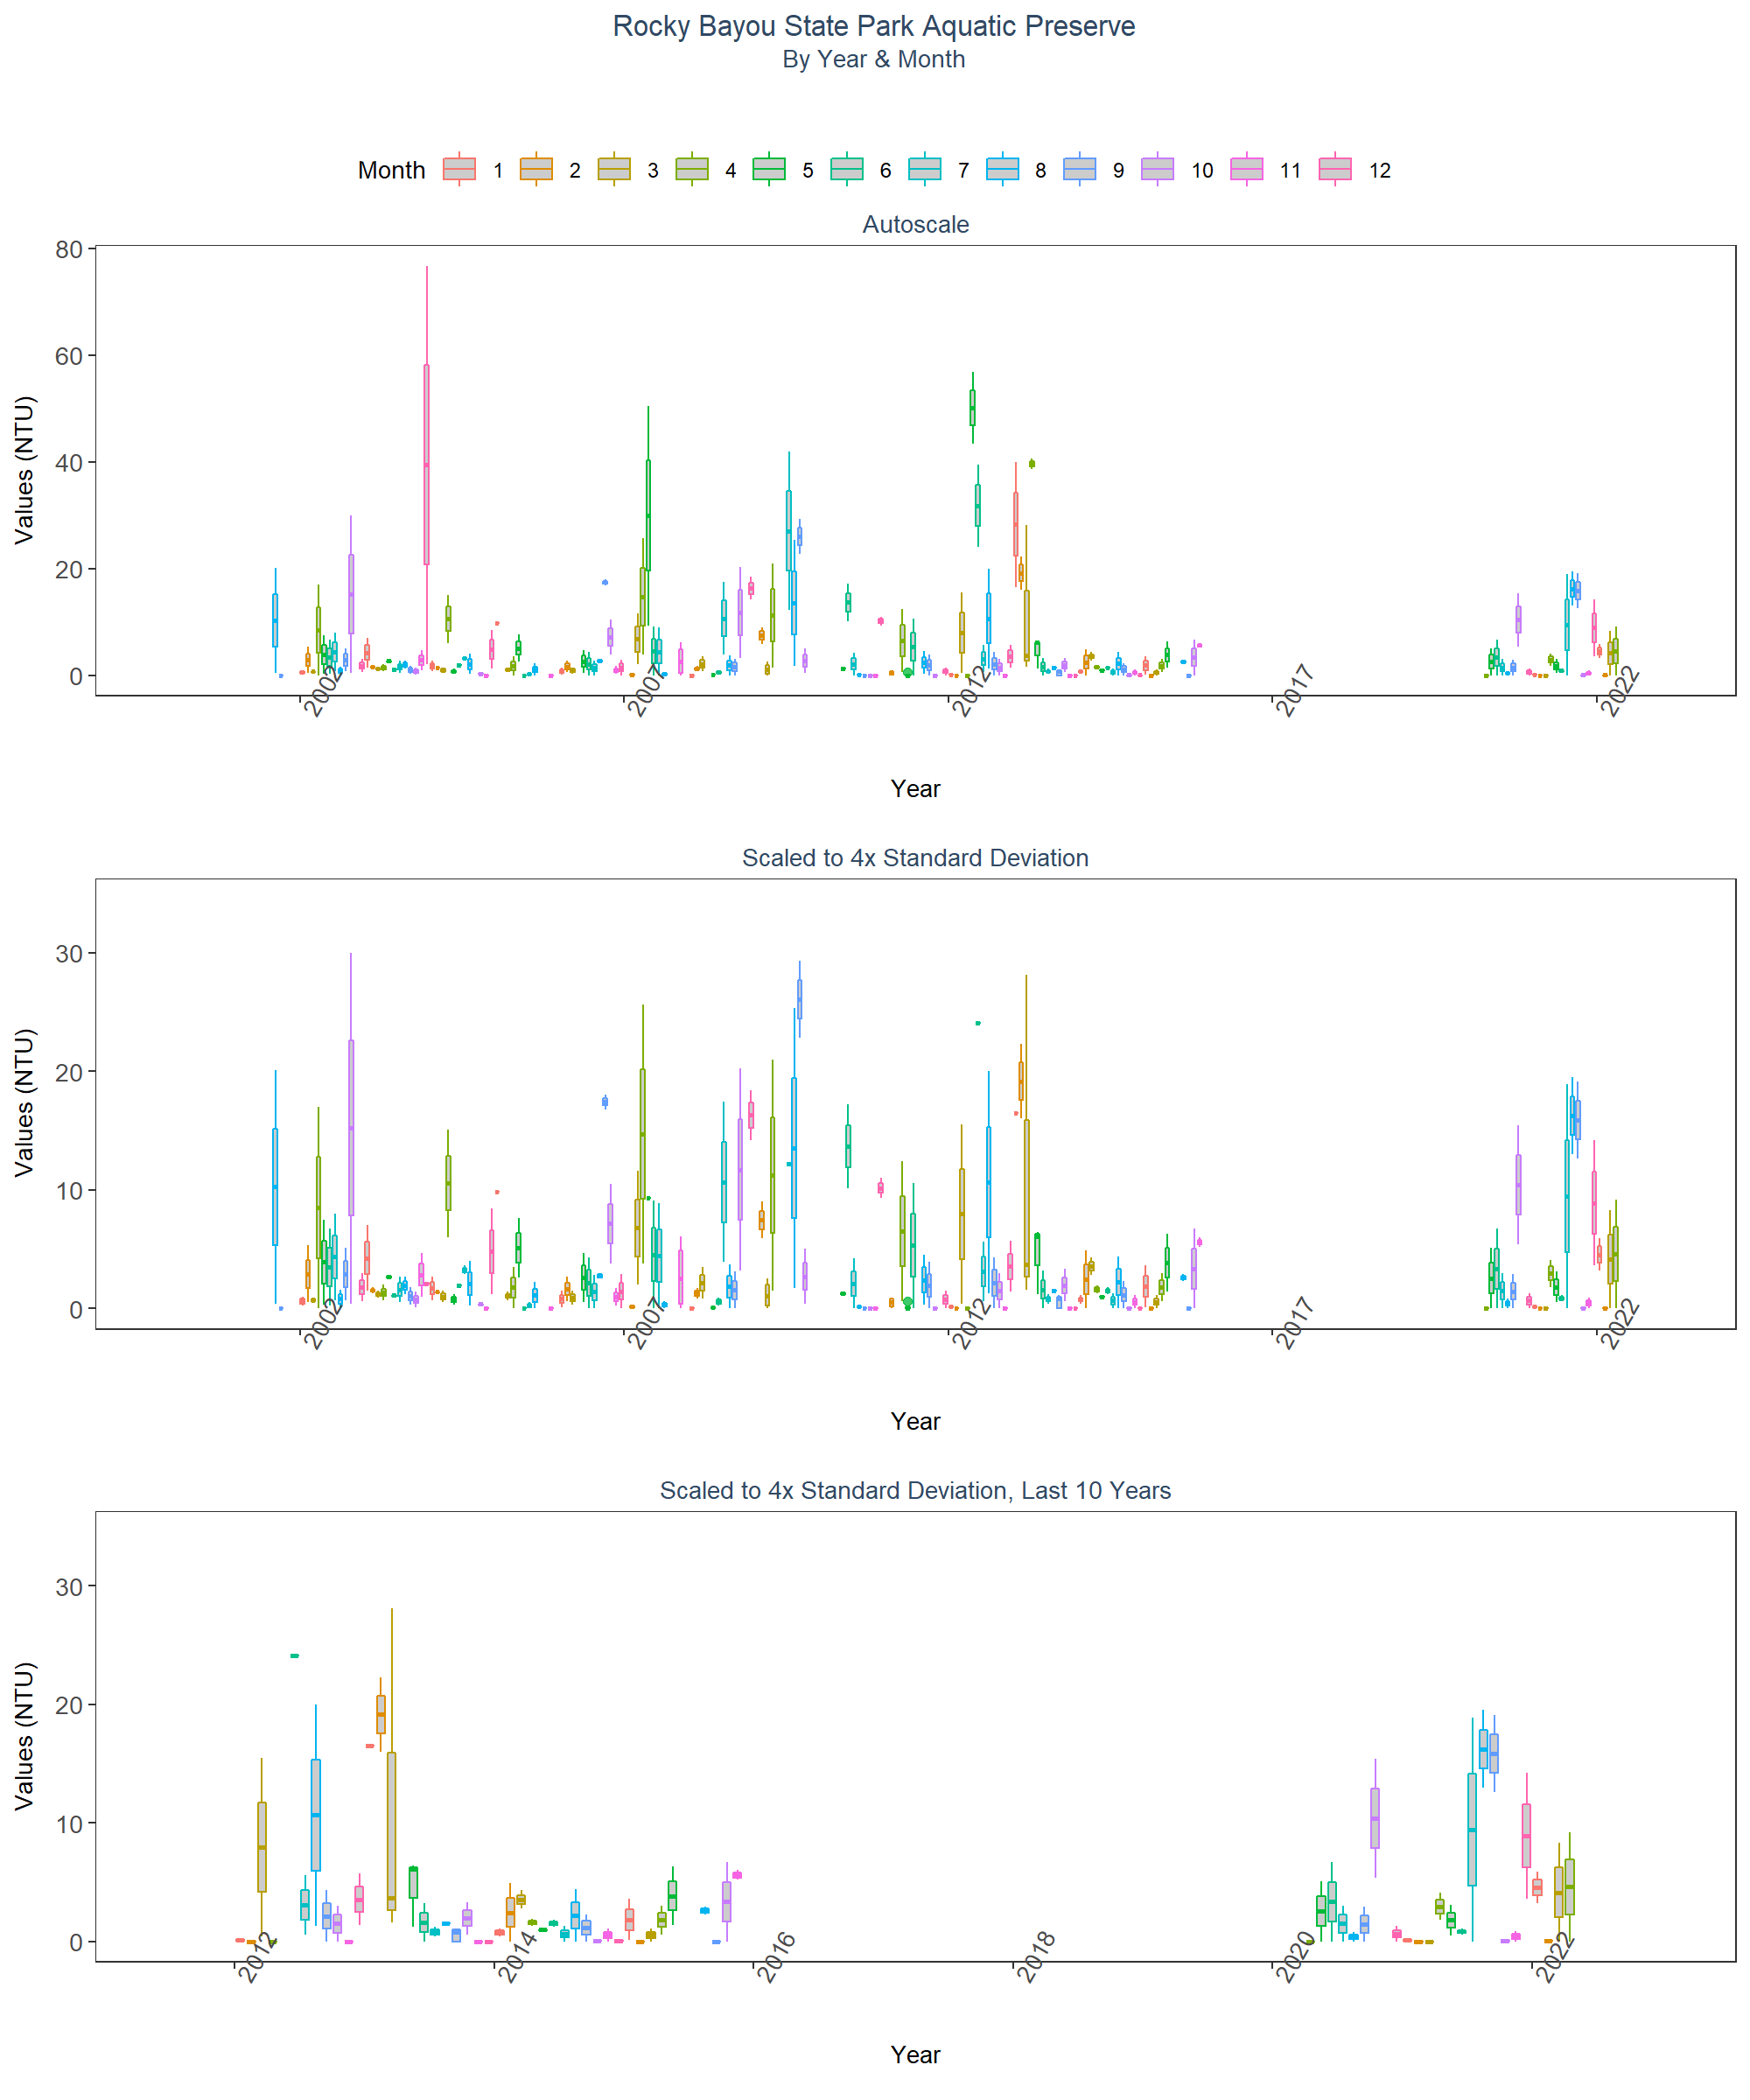 Rocky Bayou State Park Aquatic Preserve
By Year & Month
Month 1 2 3 4 5 6 7 8 9 10 11 12
Autoscale
Values (NTU)
80
60
40
20
0
2002 2007 2012 2017 2022
Year
Scaled to 4x Standard Deviation
Values (NTU)
30
20
10
0
2002 2007 2012 2017 2022
Year
Scaled to 4x Standard Deviation, Last 10 Years
Values (NTU)
30
20
10
0
2012 2014 2016 2018 2020 2022
Year